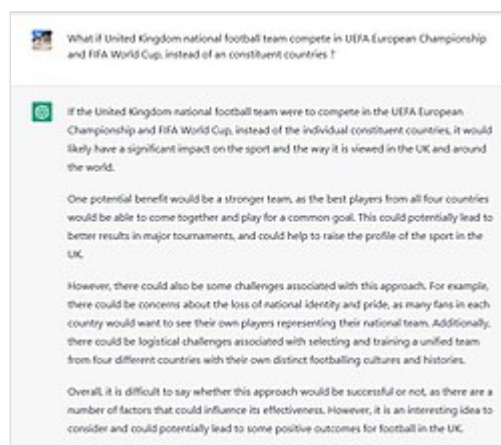 What if United Kingdom national football team compete in UEFA European Championship
and FIFA World Cup, instead of an constituent countries ?
If the United Kingdom national football team were to compete in the UEFA European
Championship and FIFA World Cup, instead of the individual constituent countries, it would
likely have a significant impact on the sport and the way it is viewed in the UK and around
the world.
One potential benefit would be a stronger team, as the best players from all four countries
would be able to come together and play for a common goal. This could potentially lead to
better results in major tournaments, and could help to raise the profile of the sport in the
UK.
However, there could also be some challenges associated with this approach. For example,
there could be concerns about the loss of national identity and pride, as many fans in each
country would want to see their own players representing their national team. Additionally,
there could be logistical challenges associated with selecting and training a unified team
from four different countries with their own distinct footballing cultures and histories.
Overall, it is difficult to say whether this approach would be successful or not, as there are a
number of factors that could influence its effectiveness. However, it is an interesting idea to
consider and could potentially lead to some positive outcomes for football in the UK.